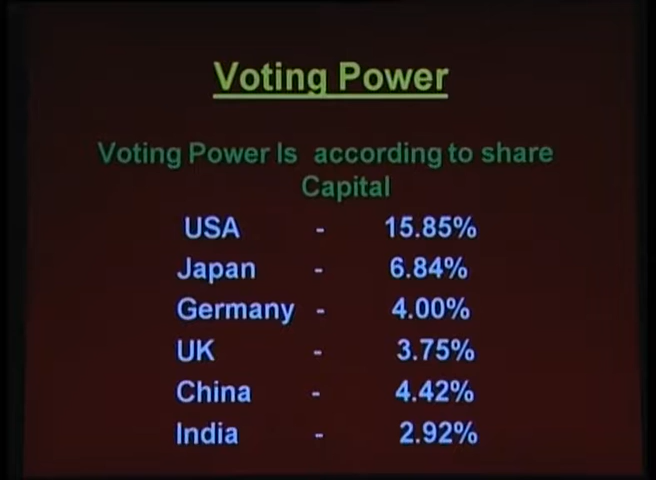 Voting Power
Voting Power Is according to share
Capital
USA - 15.85%
Japan - 6.84%
Germany - 4.00%
UK - 3.75%
China - 4.42%
India - 2.92%